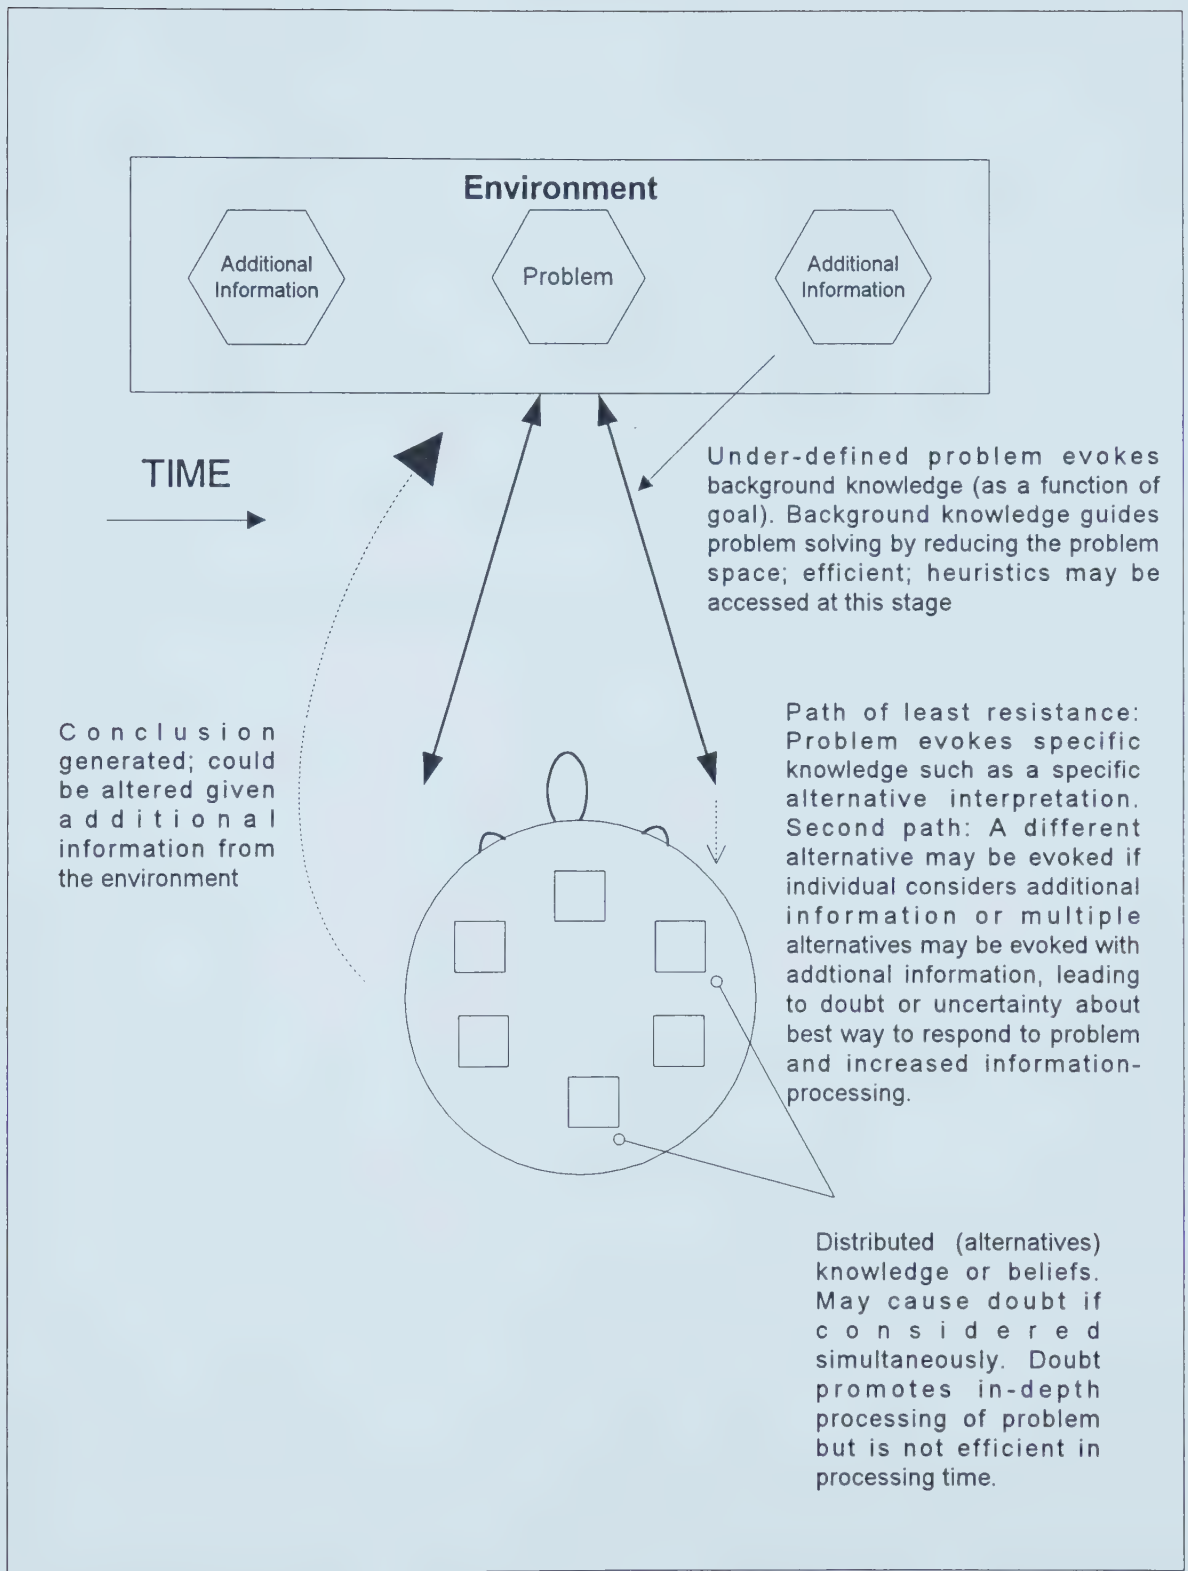 Environment
Additional
Information
Problem
Additional
Information
TIME
Under-defined problem evokes
background knowledge (as a function of
goal). Background knowledge guides
problem solving by reducing the problem
space; efficient; heuristics may be
accessed at this stage
Conclusion
generated; could
be altered given
additional
information from
the environment
Path of least resistance:
Problem evokes specific
knowledge such as a specific
alternative interpretation.
Second path: A different
alternative may be evoked if
individual considers additional
information or multiple
alternatives may be evoked with
addtional information, leading
to doubt or uncertainty about
best way to respond to problem
and increased information-
processing.
Distributed (alternatives)
knowledge or beliefs.
May cause doubt if
considered
simultaneously. Doubt
promotes in-depth
processing of problem
but is not efficient in
processing time.